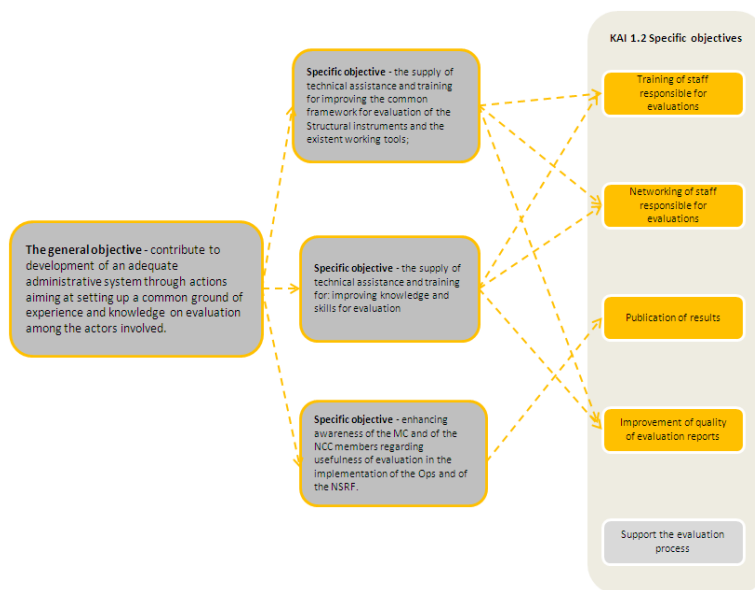 The general objective - contribute to
development of an adequate
administrative system through actions
aiming at setting up a common ground of
experience and knowledge on evaluation
among the actors involved.
Specific objective - the supply of
technical assistance and training
for improving the common
framework for evaluation of the
Structural instruments and the
existent working tools;
Specific objective - the supply of
technical assistance and training
for: improving knowledge and
skills for evaluation
Specific objective - enhancing
awareness of the MC and of the
NCC members regarding
usefulness of evaluation in the
implementation of the Ops and of
the NSRF.
KAI 1.2 Specific objectives
Training of staff
responsible for
evaluations
Networking of staff
responsible for
evaluations
Publication of results
Improvement of quality
of evaluation reports
Support the evaluation
process